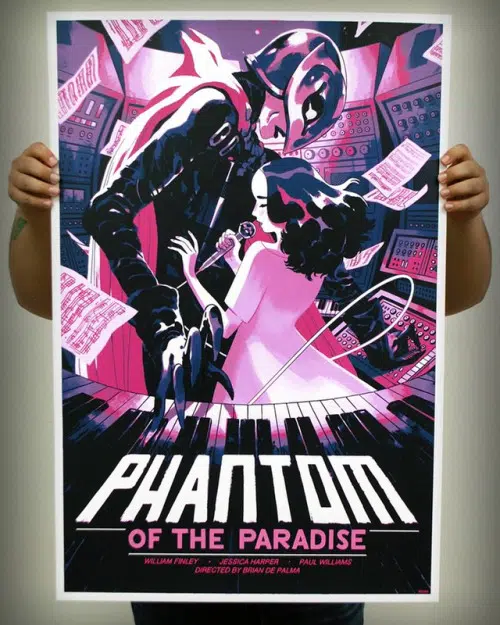 PHANTOM
OF THE PARADISE
WILLIAM FINLEY • JESSICA HARPER • PAUL WILLIAMS
DIRECTED BY BRIAN DE PALMA